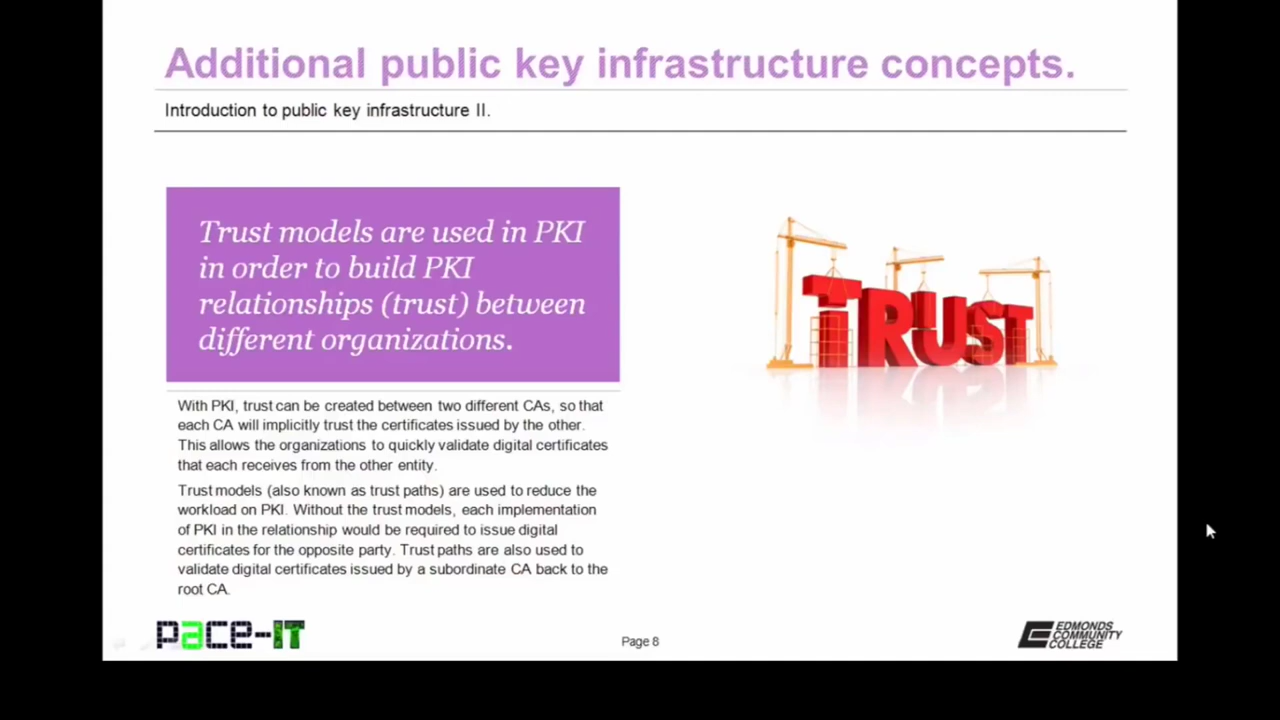 Additional public key infrastructure concepts.
Introduction to public key infrastructure II.
Trust models are used in PKI
in order to build PKI
relationships (trust) between
different organizations.
TRUST
With PKI, trust can be created between two different CAs, so that
each CA will implicitly trust the certificates issued by the other.
This allows the organizations to quickly validate digital certificates
that each receives from the other entity.
Trust models (also known as trust paths) are used to reduce the
workload on PKI. Without the trust models, each implementation
of PKI in the relationship would be required to issue digital
certificates for the opposite party. Trust paths are also used to
validate digital certificates issued by a subordinate CA back to the
root CA.
pace-IT
Page 8
EDMONDS
COMMUNITY
COLLEGE